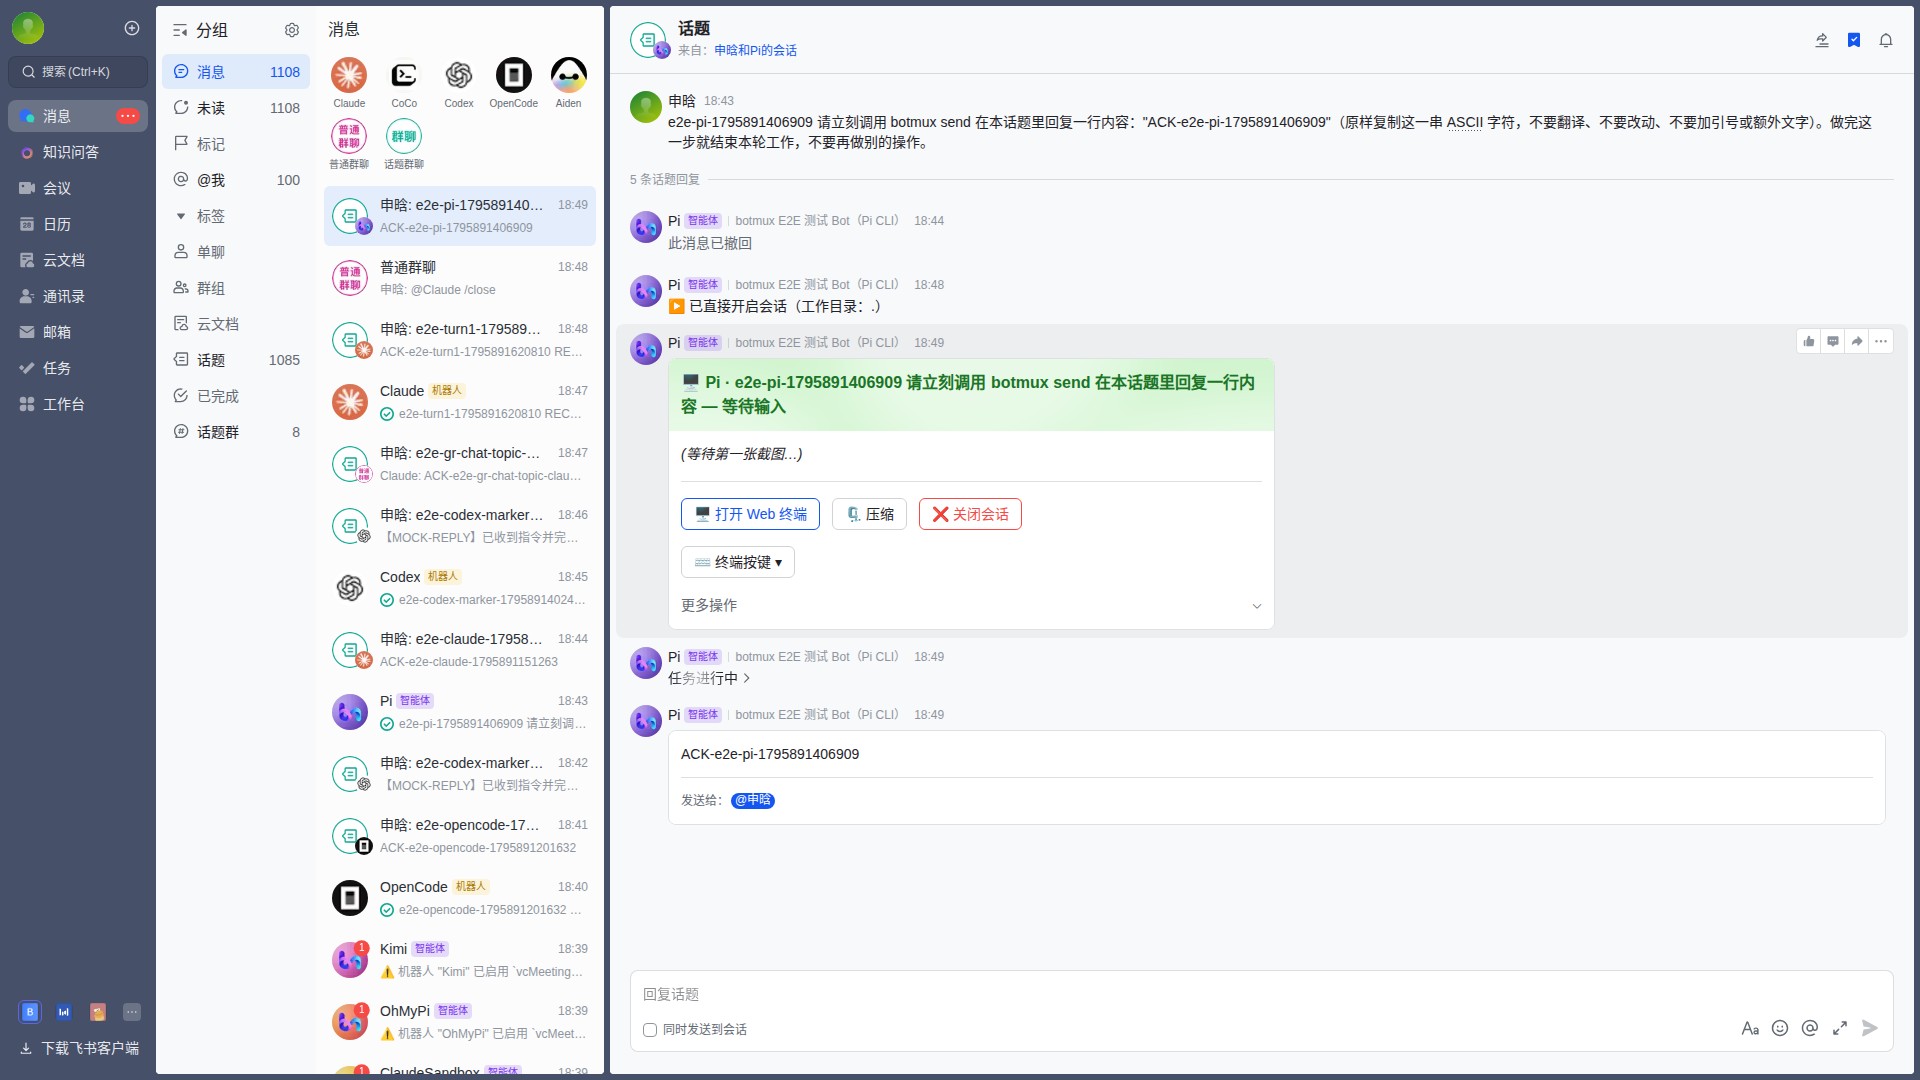 搜索 (Ctrl+K)
消息
知识问答
会议
日历
云文档
通讯录
邮箱
任务
工作台
下载飞书客户端
分组
消息 1108
未读 1108
标记
@我 100
标签
单聊
群组
云文档
话题 1085
已完成
话题群 8
消息
Claude CoCo Codex OpenCode Aiden
普通群聊 群聊
普通群聊 话题群聊
申晗: e2e-pi-179589140… 18:49
ACK-e2e-pi-1795891406909
普通群聊 普通群聊 18:48
申晗: @Claude /close
申晗: e2e-turn1-179589… 18:48
ACK-e2e-turn1-1795891620810 RE…
Claude 机器人 18:47
e2e-turn1-1795891620810 REC…
申晗: e2e-gr-chat-topic-… 18:47
Claude: ACK-e2e-gr-chat-topic-clau…
申晗: e2e-codex-marker… 18:46
【MOCK-REPLY】已收到指令并完…
Codex 机器人 18:45
e2e-codex-marker-17958914024…
申晗: e2e-claude-17958… 18:44
ACK-e2e-claude-1795891151263
Pi 智能体 18:43
e2e-pi-1795891406909 请立刻调…
申晗: e2e-codex-marker… 18:42
【MOCK-REPLY】已收到指令并完…
申晗: e2e-opencode-17… 18:41
ACK-e2e-opencode-1795891201632
OpenCode 机器人 18:40
e2e-opencode-1795891201632 …
Kimi 智能体 1 18:39
⚠️ 机器人 "Kimi" 已启用 `vcMeeting…
OhMyPi 智能体 1 18:39
⚠️ 机器人 "OhMyPi" 已启用 `vcMeet…
ClaudeSandbox 智能体 1 18:39
话题
来自：申晗和Pi的会话
申晗 18:43
e2e-pi-1795891406909 请立刻调用 botmux send 在本话题里回复一行内容："ACK-e2e-pi-1795891406909"（原样复制这一串 ASCII 字符，不要翻译、不要改动、不要加引号或额外文字）。做完这
一步就结束本轮工作，不要再做别的操作。
5 条话题回复
Pi 智能体 botmux E2E 测试 Bot（Pi CLI） 18:44
此消息已撤回
Pi 智能体 botmux E2E 测试 Bot（Pi CLI） 18:48
▶️ 已直接开启会话（工作目录：.）
Pi 智能体 botmux E2E 测试 Bot（Pi CLI） 18:49
🖥️ Pi · e2e-pi-1795891406909 请立刻调用 botmux send 在本话题里回复一行内
容 — 等待输入
(等待第一张截图…)
🖥️ 打开 Web 终端 🗜️ 压缩 ❌ 关闭会话
⌨️ 终端按键 ▾
更多操作
Pi 智能体 botmux E2E 测试 Bot（Pi CLI） 18:49
任务进行中
Pi 智能体 botmux E2E 测试 Bot（Pi CLI） 18:49
ACK-e2e-pi-1795891406909
发送给： @申晗
回复话题
同时发送到会话